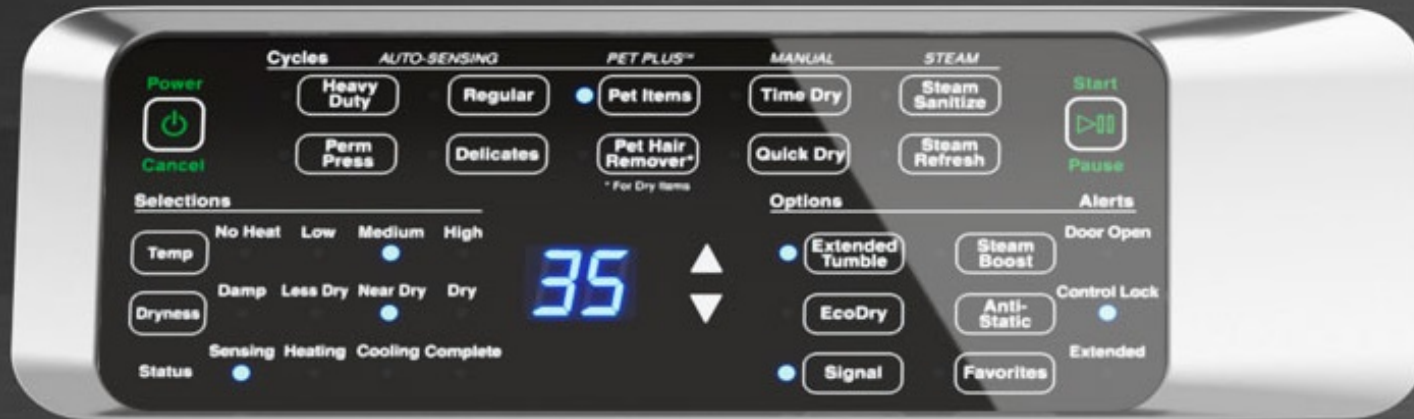 Cycles AUTO-SENSING PET PLUS™ MANUAL STEAM
Power
Cancel
Heavy
Duty
Regular
Pet Items
Time Dry
Steam
Sanitize
Start
Pause
Perm
Press
Delicates
Pet Hair
Remover*
* For Dry Items
Quick Dry
Steam
Refresh
Selections
Temp
No Heat Low Medium High
Dryness
Damp Less Dry Near Dry Dry
Status
Sensing Heating Cooling Complete
35
Options
Extended
Tumble
Steam
Boost
EcoDry
Anti-
Static
Signal
Favorites
Alerts
Door Open
Control Lock
Extended